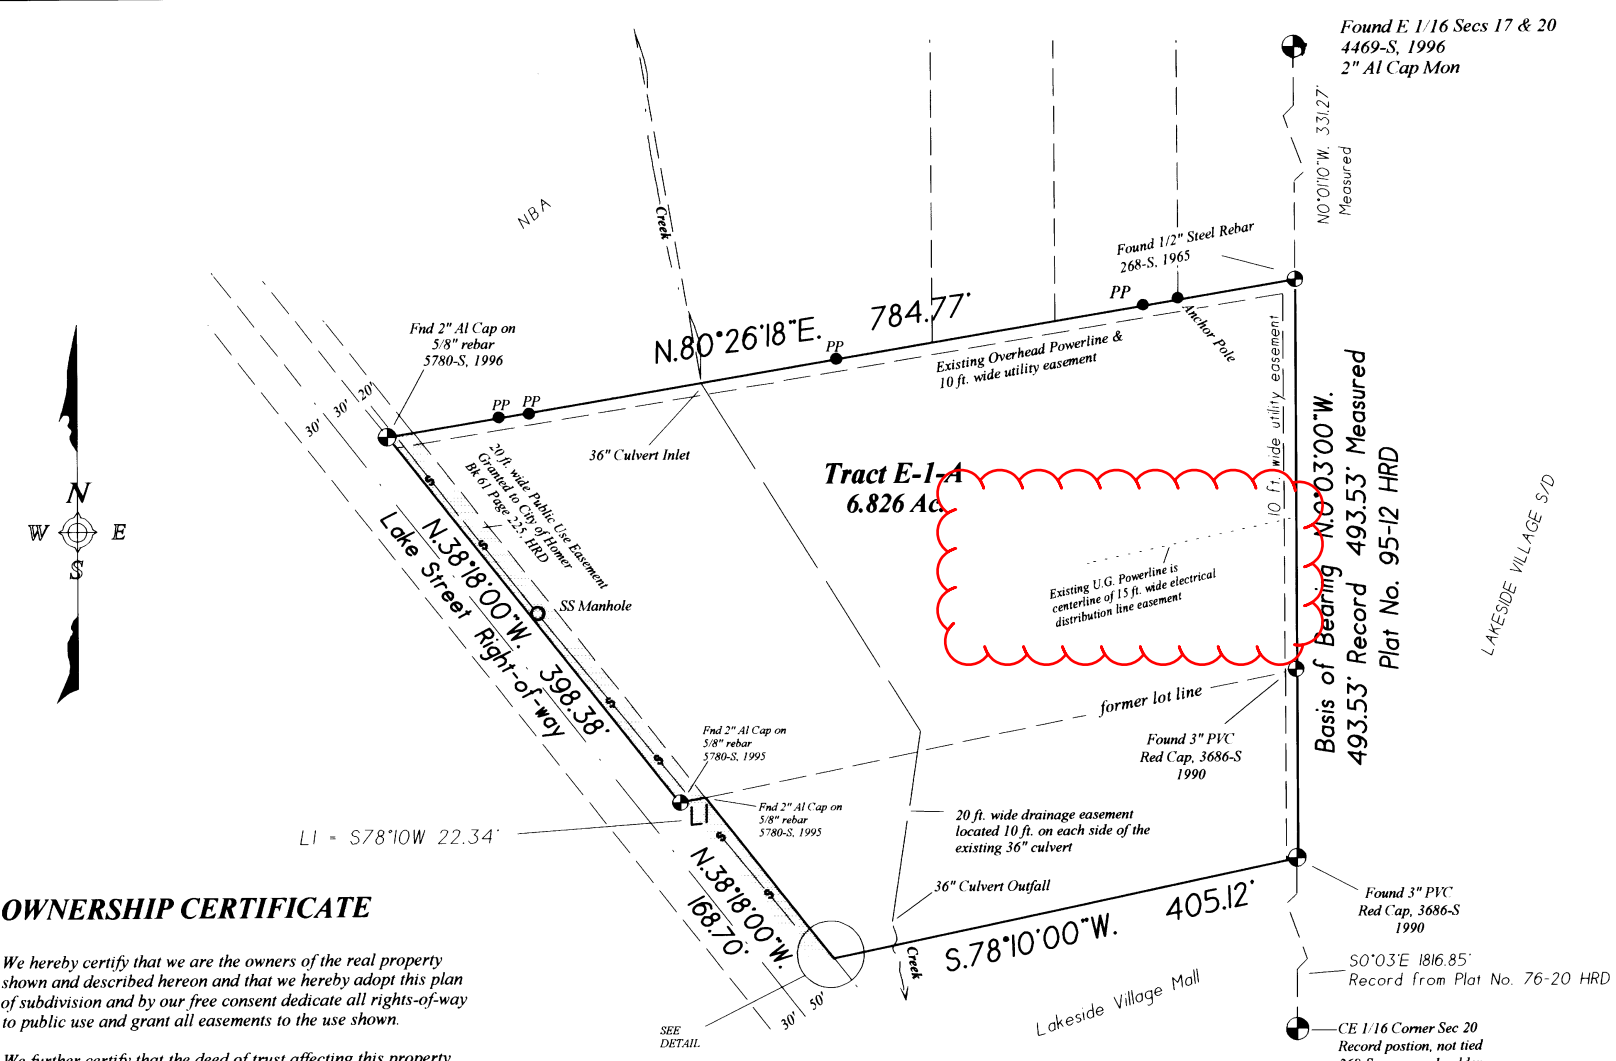 Found E 1/16 Secs 17 & 20
4469-S, 1996
2" Al Cap Mon
N0°01'10"W. 331.27'
Measured
NBA
Creek
Found 1/2" Steel Rebar
268-S, 1965
PP
784.77'
N.80°26'18"E.
PP
Anchor Pole
Existing Overhead Powerline &
10 ft. wide utility easement
Fnd 2" Al Cap on
5/8" rebar
5780-S, 1996
PP
PP
30'
30'
20'
36" Culvert Inlet
20 ft. wide Public Use Easement
Granted to City of Homer
Bk 61 Page 225, HRD
Tract E-1-A
6.826 Ac.
10 ft. wide utility easement
N.0°03'00"W.
Basis of Bearing
493.53' Record 493.53' Measured
Plat No. 95-12 HRD
LAKESIDE VILLAGE S/D
N
W
E
S
S
S
N.38°18'00"W. 398.38'
Lake Street Right-of-way
SS Manhole
Existing U.G. Powerline is
centerline of 15 ft. wide electrical
distribution line easement
S
S
former lot line
Found 3" PVC
Red Cap, 3686-S
1990
Fnd 2" Al Cap on
5/8" rebar
5780-S, 1995
L1
Fnd 2" Al Cap on
5/8" rebar
5780-S, 1995
L1 = S78°10W 22.34'
20 ft. wide drainage easement
located 10 ft. on each side of the
existing 36" culvert
S
S
N.38°18'00"W.
168.70'
36" Culvert Outfall
Creek
S.78°10'00"W.
405.12'
Found 3" PVC
Red Cap, 3686-S
1990
S0°03'E 1816.85'
Record from Plat No. 76-20 HRD
Lakeside Village Mall
30'
50'
SEE
DETAIL
CE 1/16 Corner Sec 20
Record postion, not tied
OWNERSHIP CERTIFICATE
We hereby certify that we are the owners of the real property
shown and described hereon and that we hereby adopt this plan
of subdivision and by our free consent dedicate all rights-of-way
to public use and grant all easements to the use shown.
We further certify that the deed of trust affecting this property